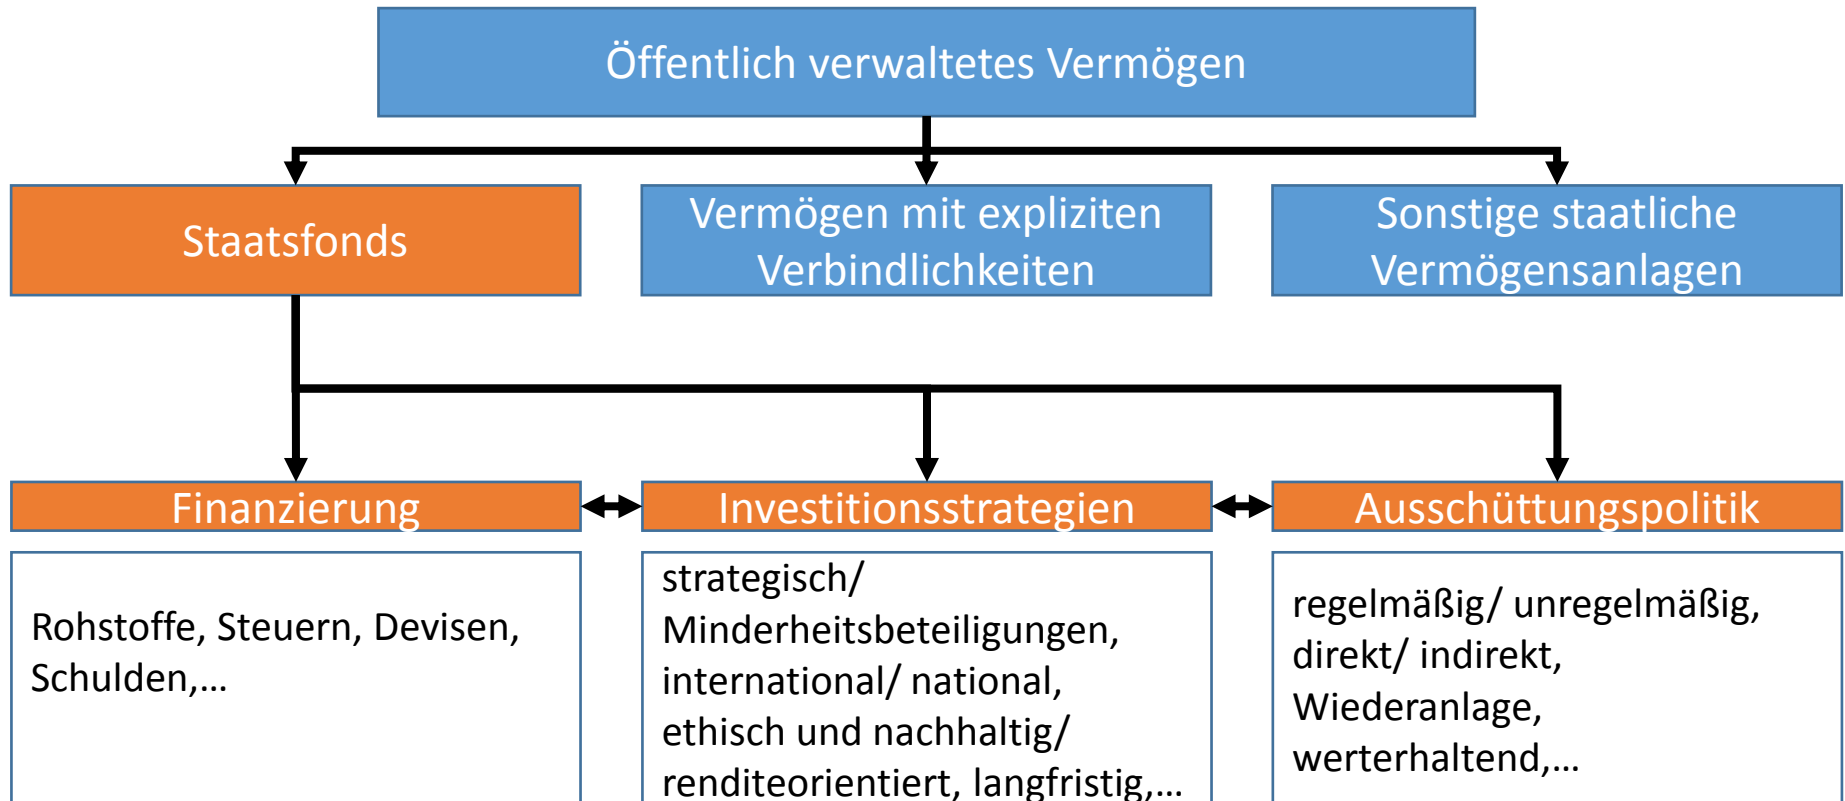 Öffentlich verwaltetes Vermögen
Staatsfonds
Vermögen mit expliziten
Verbindlichkeiten
Sonstige staatliche
Vermögensanlagen
Finanzierung
Investitionsstrategien
Ausschüttungspolitik
Rohstoffe, Steuern, Devisen,
Schulden,...
strategisch/
Minderheitsbeteiligungen,
international/ national,
ethisch und nachhaltig/
renditeorientiert, langfristig,...
regelmäßig/ unregelmäßig,
direkt/ indirekt,
Wiederanlage,
werterhaltend,...